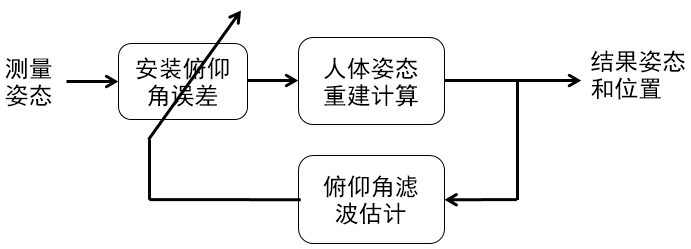 测量
姿态
安装俯仰
角误差
人体姿态
重建计算
结果姿态
和位置
俯仰角滤
波估计